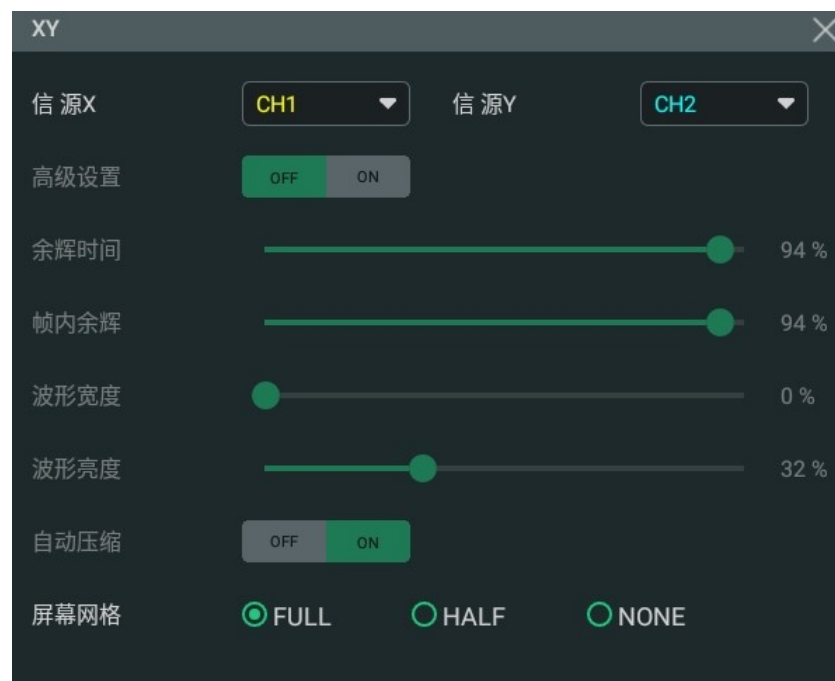 XY
信 源X CH1 信 源Y CH2
高级设置 OFF ON
余辉时间 94 %
帧内余辉 94 %
波形宽度 0 %
波形亮度 32 %
自动压缩 OFF ON
屏幕网格 FULL HALF NONE